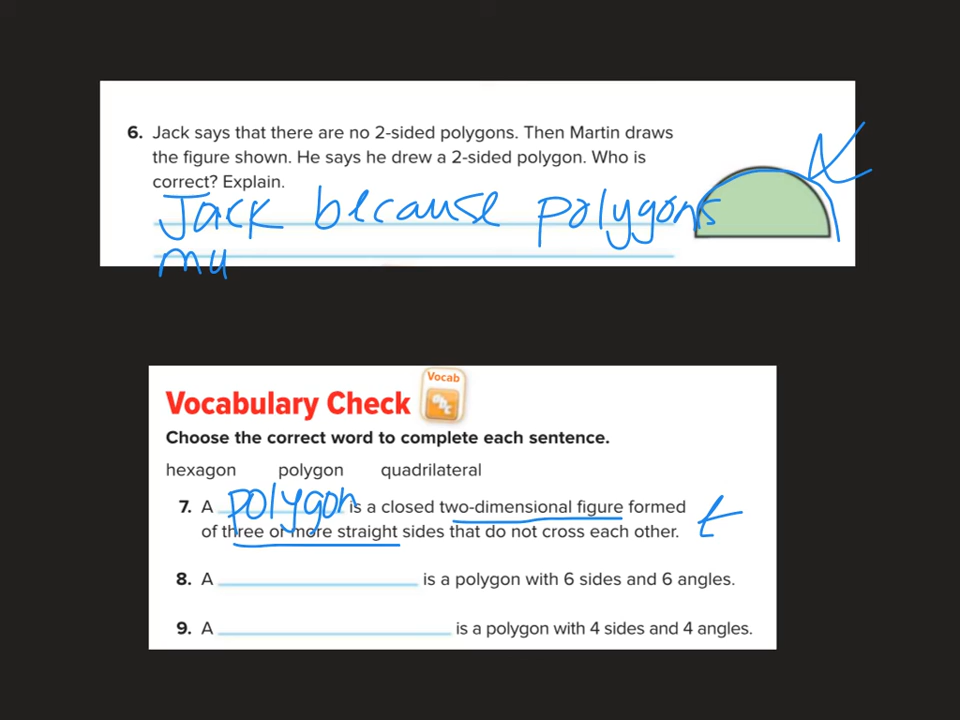 6. Jack says that there are no 2-sided polygons. Then Martin draws
the figure shown. He says he drew a 2-sided polygon. Who is
correct? Explain.
Jack because polygons
mu
Vocab
abc
Vocabulary Check
Choose the correct word to complete each sentence.
hexagon polygon quadrilateral
7. A polygon is a closed two-dimensional figure formed
of three or more straight sides that do not cross each other.
8. A is a polygon with 6 sides and 6 angles.
9. A is a polygon with 4 sides and 4 angles.